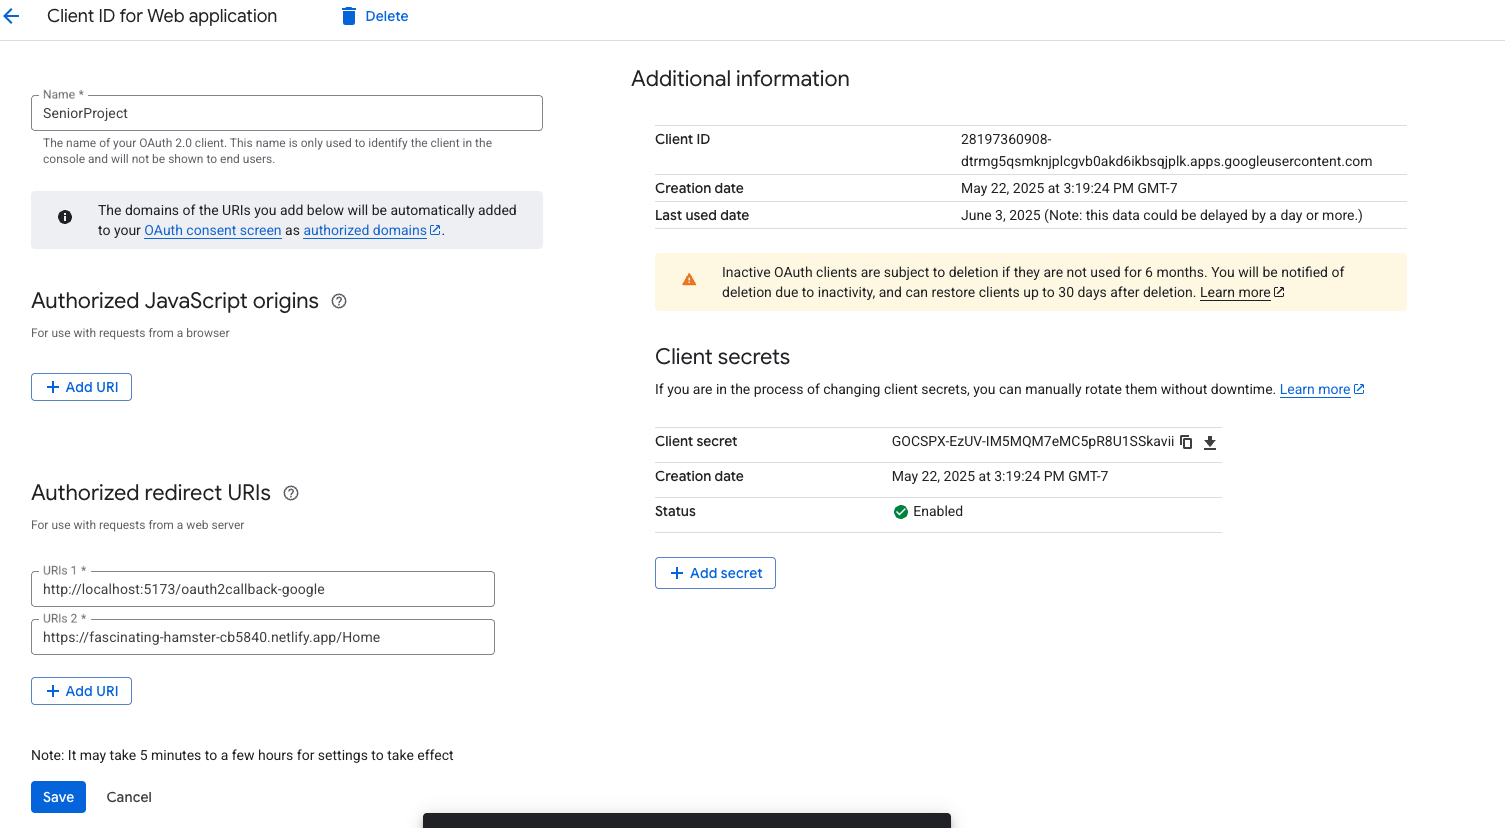 Client ID for Web application
Delete
Name *
SeniorProject
The name of your OAuth 2.0 client. This name is only used to identify the client in the
console and will not be shown to end users.
The domains of the URIs you add below will be automatically added
to your OAuth consent screen as authorized domains.
Authorized JavaScript origins
For use with requests from a browser
Add URI
Authorized redirect URIs
For use with requests from a web server
URIs 1 *
http://localhost:5173/oauth2callback-google
URIs 2 *
https://fascinating-hamster-cb5840.netlify.app/Home
Add URI
Note: It may take 5 minutes to a few hours for settings to take effect
Save
Cancel
Additional information
Client ID
28197360908-
dtrmg5qsmknjplcgvb0akd6ikbsqjplk.apps.googleusercontent.com
Creation date
May 22, 2025 at 3:19:24 PM GMT-7
Last used date
June 3, 2025 (Note: this data could be delayed by a day or more.)
Inactive OAuth clients are subject to deletion if they are not used for 6 months. You will be notified of
deletion due to inactivity, and can restore clients up to 30 days after deletion. Learn more
Client secrets
If you are in the process of changing client secrets, you can manually rotate them without downtime. Learn more
Client secret
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
Creation date
May 22, 2025 at 3:19:24 PM GMT-7
Status
Enabled
Add secret